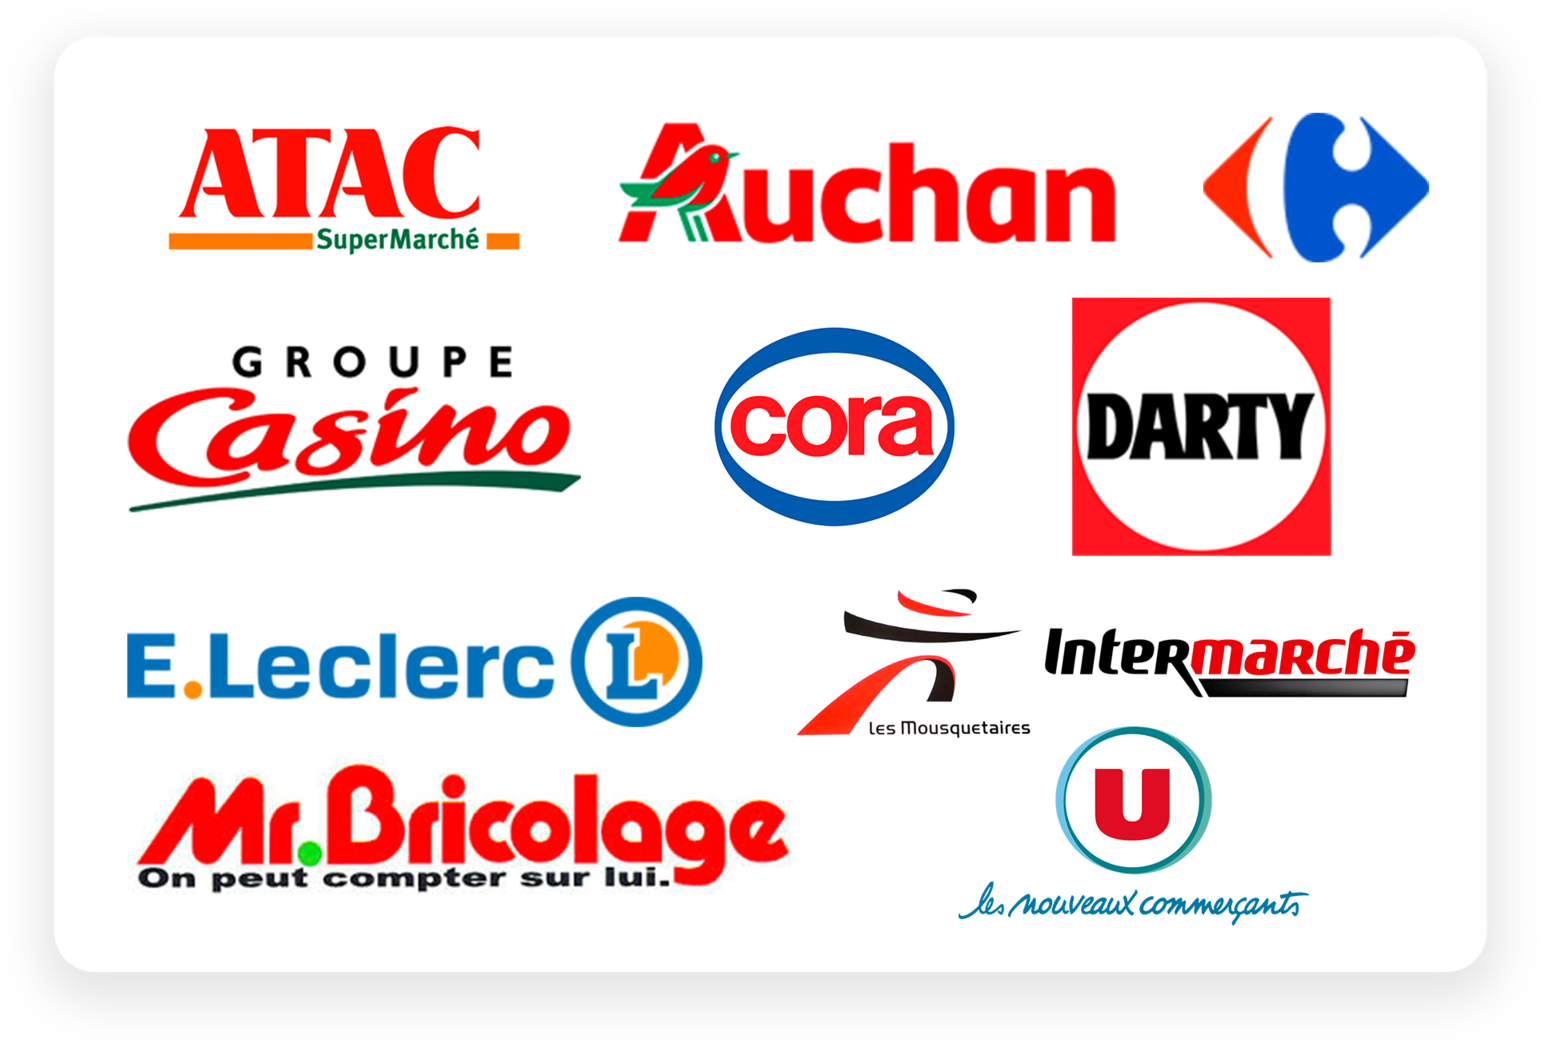 ATAC
SuperMarché
Auchan
GROUPE
Casino
cora
DARTY
E.Leclerc L
les Mousquetaires
Intermarché
Mr.Bricolage
On peut compter sur lui.
U
les nouveaux commerçants